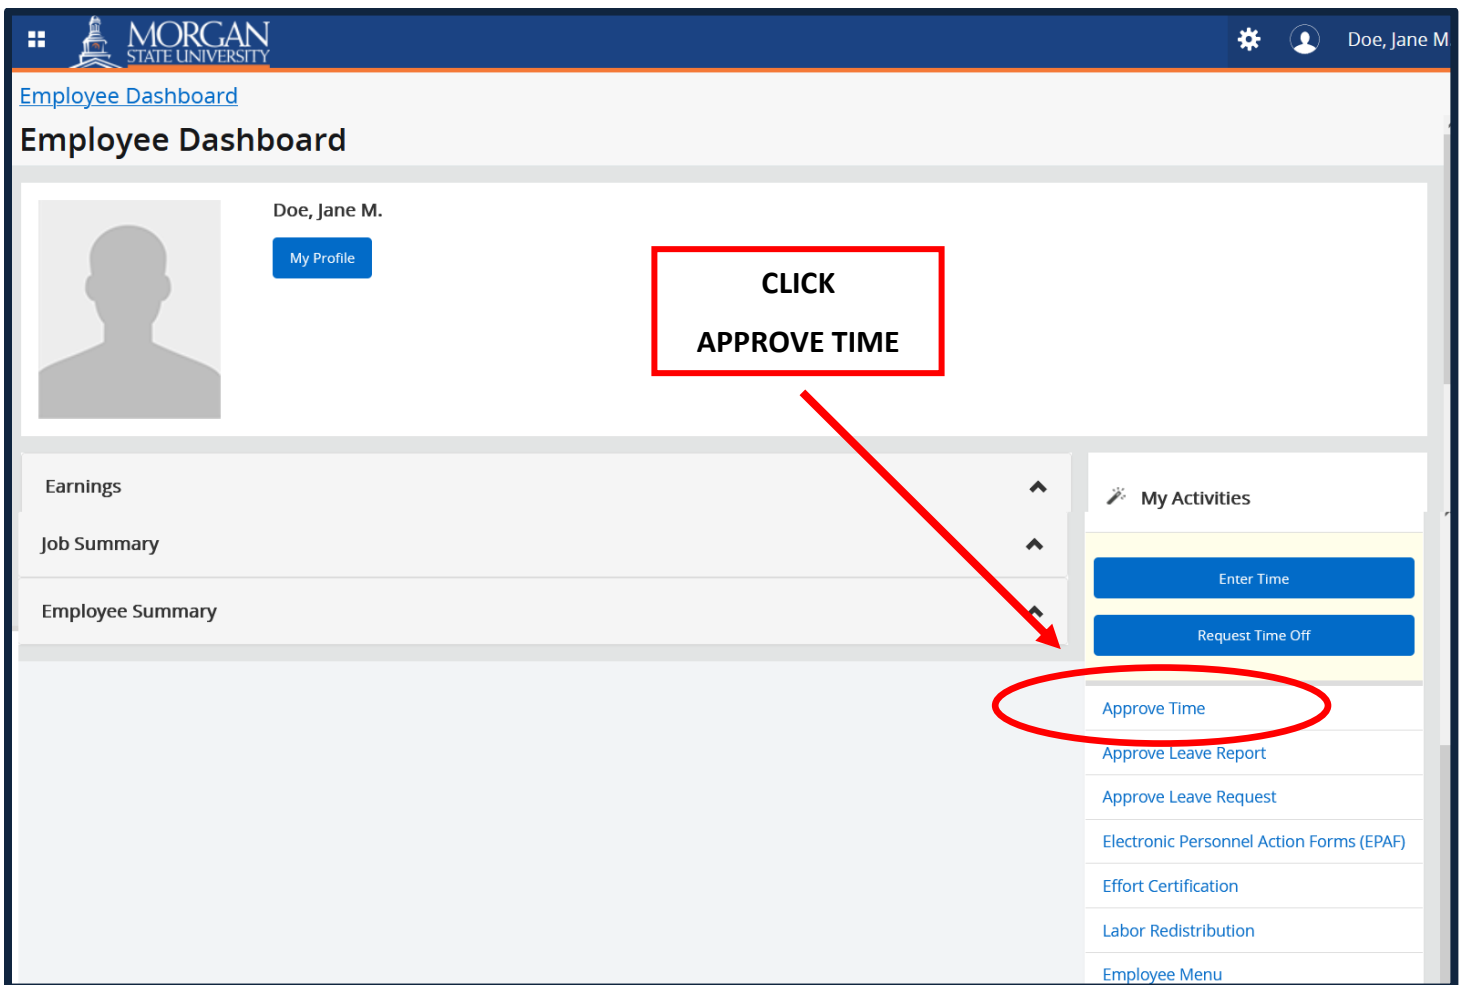 MORGAN
STATE UNIVERSITY
Doe, Jane M.
Employee Dashboard
Employee Dashboard
Doe, Jane M.
My Profile
CLICK
APPROVE TIME
Earnings
Job Summary
Employee Summary
My Activities
Enter Time
Request Time Off
Approve Time
Approve Leave Report
Approve Leave Request
Electronic Personnel Action Forms (EPAF)
Effort Certification
Labor Redistribution
Employee Menu